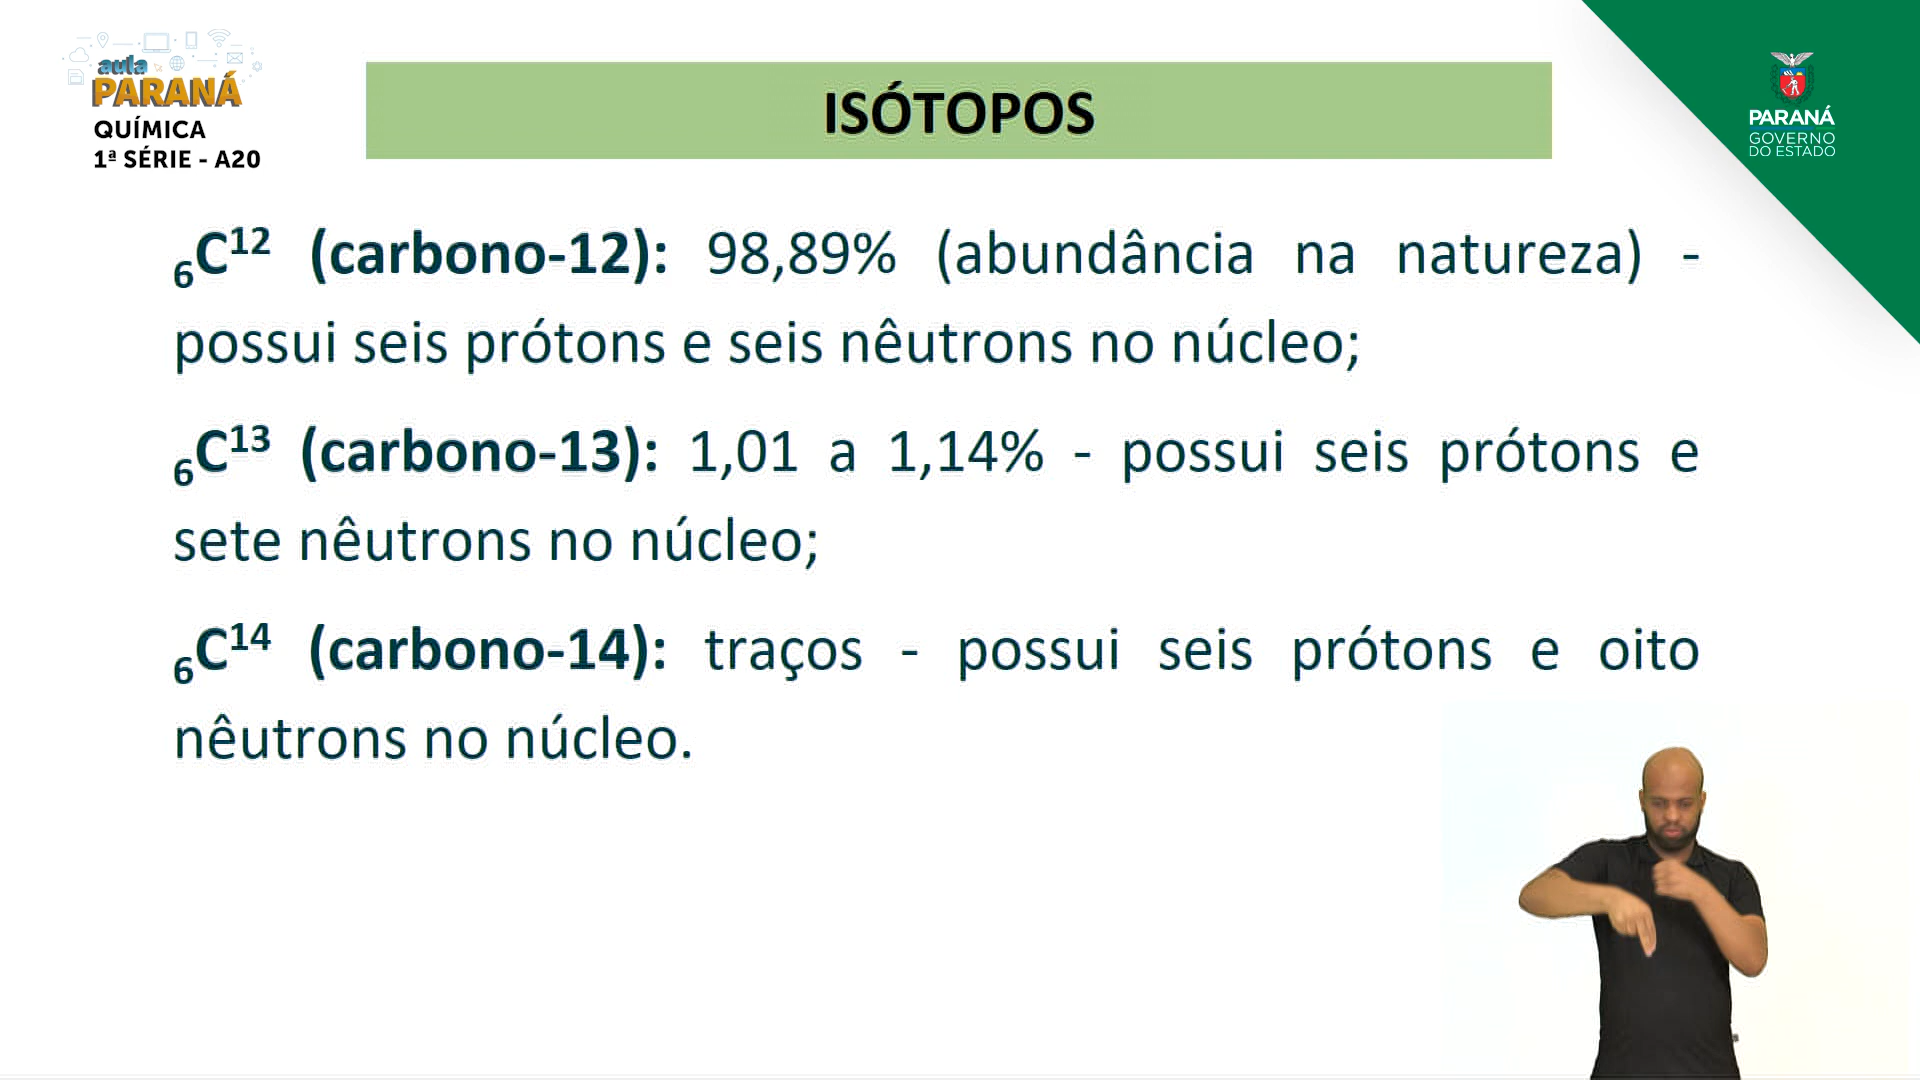 aula
PARANÁ
QUÍMICA
1ª SÉRIE - A20
ISÓTOPOS
PARANÁ
GOVERNO
DO ESTADO
₆C¹² (carbono-12): 98,89% (abundância na natureza) -
possui seis prótons e seis nêutrons no núcleo;
₆C¹³ (carbono-13): 1,01 a 1,14% - possui seis prótons e
sete nêutrons no núcleo;
₆C¹⁴ (carbono-14): traços - possui seis prótons e oito
nêutrons no núcleo.